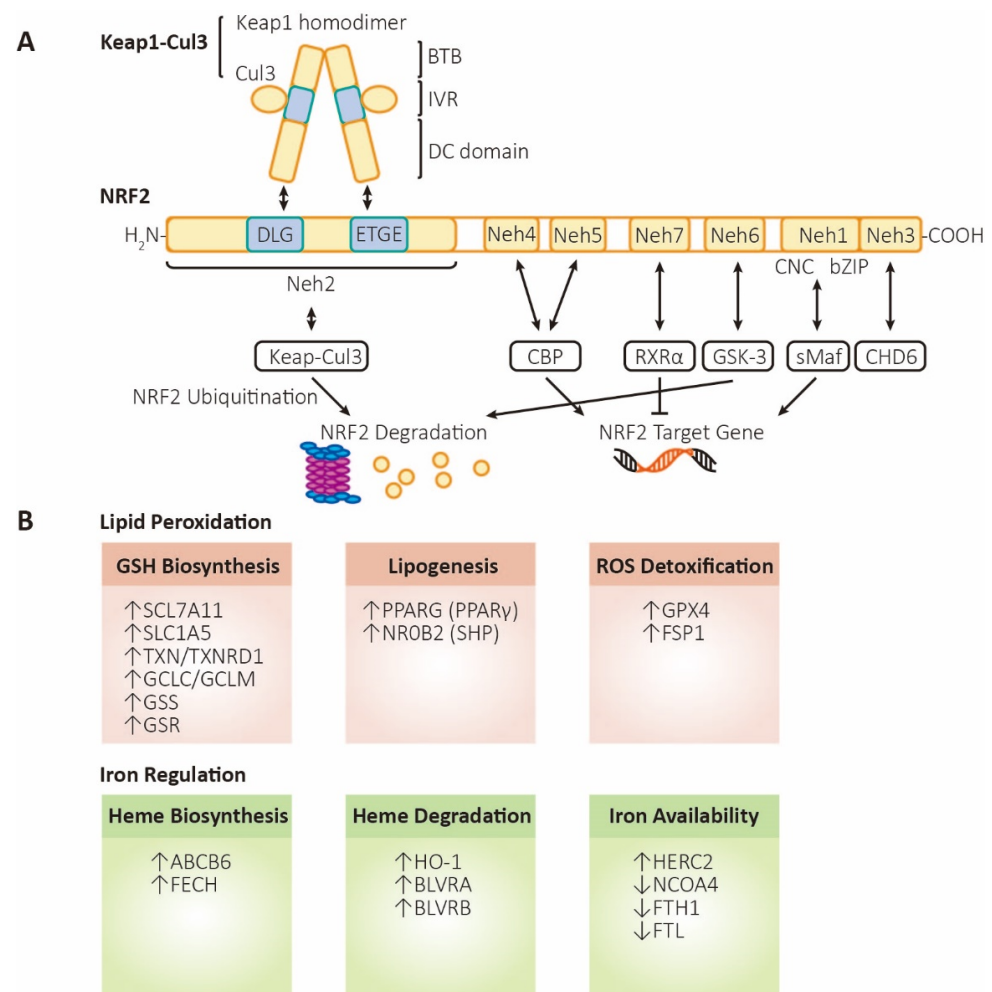 A
Keap1-Cul3
Keap1 homodimer
Cul3
BTB
IVR
DC domain
NRF2
H₂N-
DLG
ETGE
Neh4
Neh5
Neh7
Neh6
Neh1
Neh3
-COOH
CNC bZIP
Neh2
Keap-Cul3
CBP
RXRα
GSK-3
sMaf
CHD6
NRF2 Ubiquitination
NRF2 Degradation
NRF2 Target Gene
B
Lipid Peroxidation
GSH Biosynthesis
↑SCL7A11
↑SLC1A5
↑TXN/TXNRD1
↑GCLC/GCLM
↑GSS
↑GSR
Lipogenesis
↑PPARG (PPARγ)
↑NR0B2 (SHP)
ROS Detoxification
↑GPX4
↑FSP1
Iron Regulation
Heme Biosynthesis
↑ABCB6
↑FECH
Heme Degradation
↑HO-1
↑BLVRA
↑BLVRB
Iron Availability
↑HERC2
↓NCOA4
↓FTH1
↓FTL